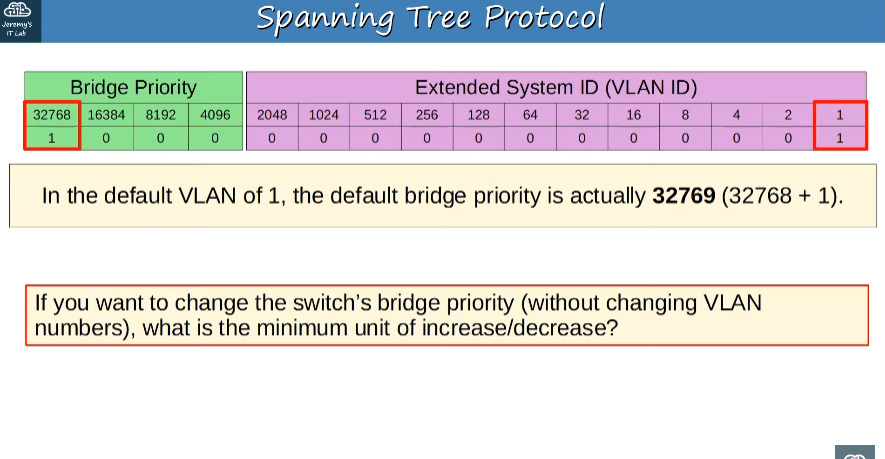 Spanning Tree Protocol
Jeremy's
IT Lab
Bridge Priority Extended System ID (VLAN ID)
32768 16384 8192 4096 2048 1024 512 256 128 64 32 16 8 4 2 1
1 0 0 0 0 0 0 0 0 0 0 0 0 0 0 1
In the default VLAN of 1, the default bridge priority is actually 32769 (32768 + 1).
If you want to change the switch’s bridge priority (without changing VLAN
numbers), what is the minimum unit of increase/decrease?